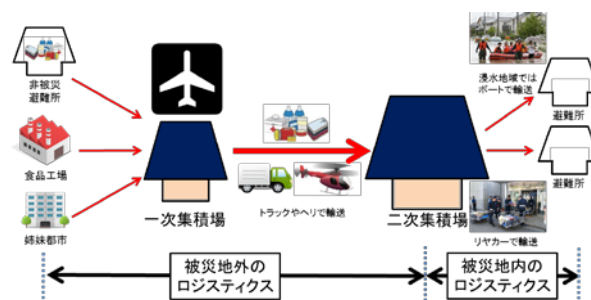 非被災
避難所
食品工場
姉妹都市
一次集積場
トラックやヘリで輸送
二次集積場
浸水地域では
ボートで輸送
リヤカーで輸送
避難所
避難所
被災地外の
ロジスティクス
被災地内の
ロジスティクス